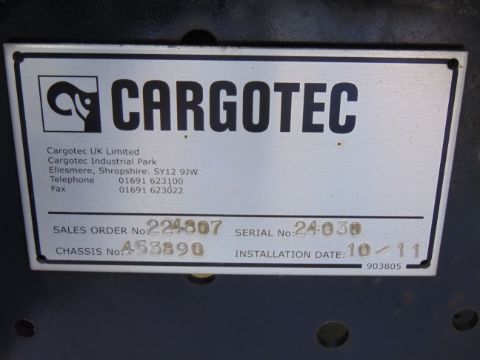 CARGOTEC
Cargotec UK Limited
Cargotec Industrial Park
Ellesmere, Shropshire. SY12 9JW
Telephone 01691 623100
Fax 01691 623022
SALES ORDER No: 224807 SERIAL No: 24030
CHASSIS No: 453890 INSTALLATION DATE: 10/11
903805